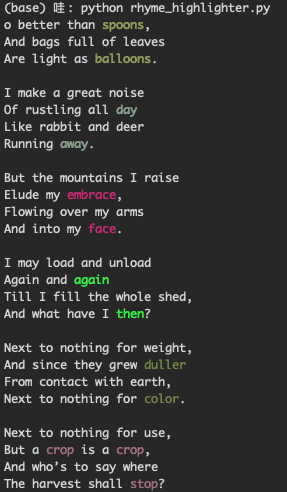 (base) 哇: python rhyme_highlighter.py
o better than spoons,
And bags full of leaves
Are light as balloons.

I make a great noise
Of rustling all day
Like rabbit and deer
Running away.

But the mountains I raise
Elude my embrace,
Flowing over my arms
And into my face.

I may load and unload
Again and again
Till I fill the whole shed,
And what have I then?

Next to nothing for weight,
And since they grew duller
From contact with earth,
Next to nothing for color.

Next to nothing for use,
But a crop is a crop,
And who’s to say where
The harvest shall stop?